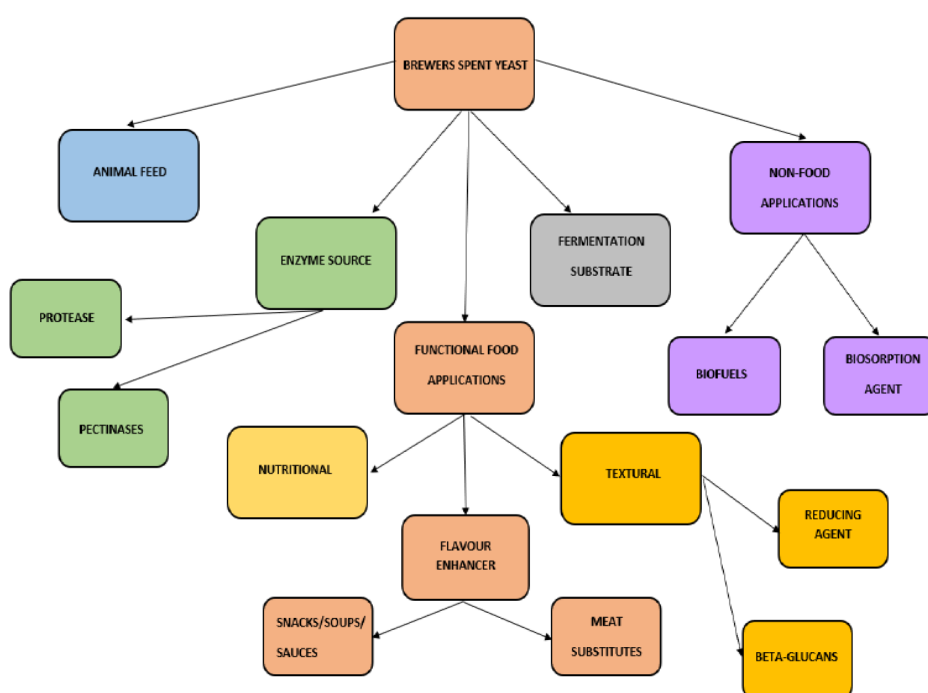 BREWERS SPENT YEAST
ANIMAL FEED
NON-FOOD
APPLICATIONS
ENZYME SOURCE
FERMENTATION
SUBSTRATE
PROTEASE
FUNCTIONAL FOOD
APPLICATIONS
BIOFUELS
BIOSORPTION
AGENT
PECTINASES
NUTRITIONAL
TEXTURAL
REDUCING
AGENT
FLAVOUR
ENHANCER
SNACKS/SOUPS/
SAUCES
MEAT
SUBSTITUTES
BETA-GLUCANS